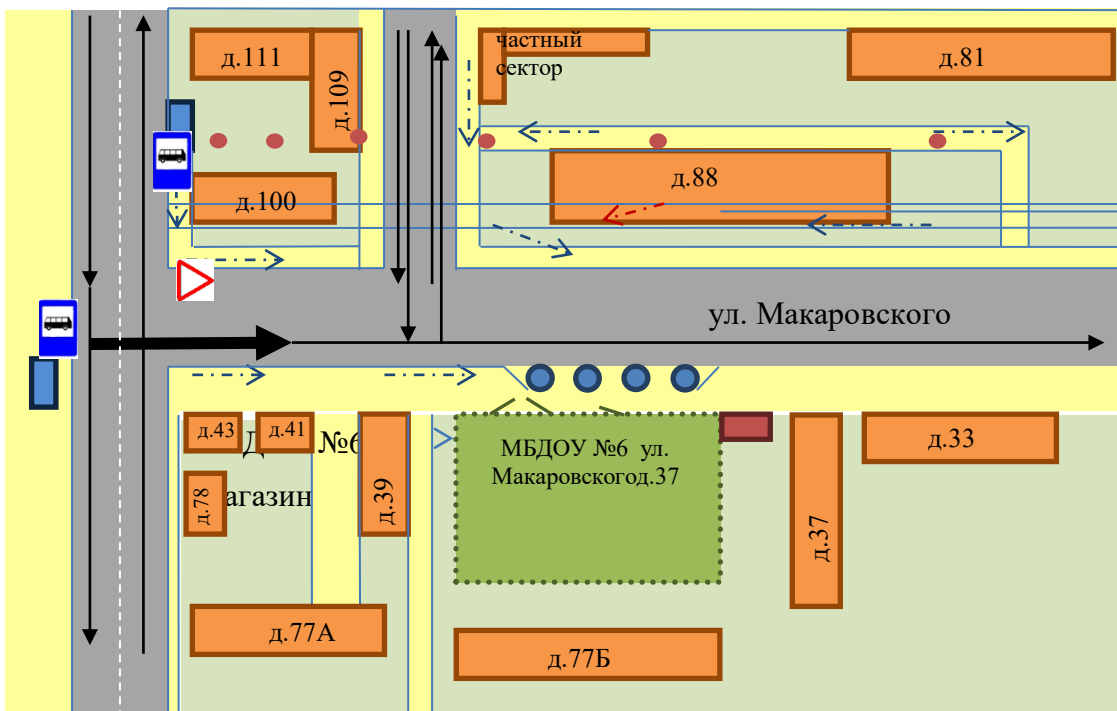 д.111
д.109
частный
сектор
д.81
д.100
д.88
ул. Макаровского
д.43
д.41
Д
№6
д.78
агазин
д.39
МБДОУ №6 ул.
Макаровскогод.37
д.37
д.33
д.77А
д.77Б